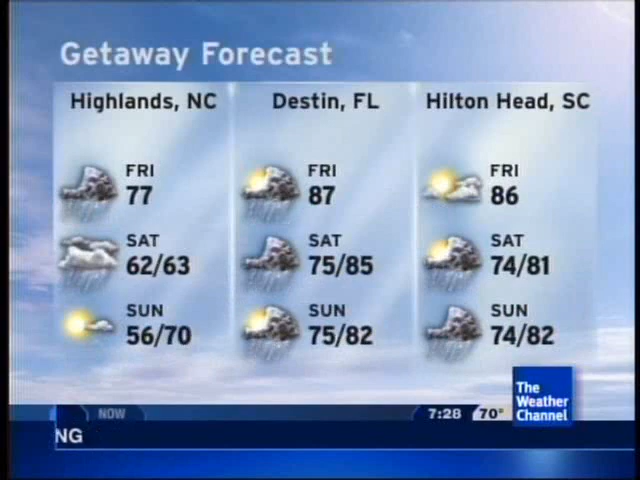 Getaway Forecast
Highlands, NC
FRI
77
SAT
62/63
SUN
56/70
Destin, FL
FRI
87
SAT
75/85
SUN
75/82
Hilton Head, SC
FRI
86
SAT
74/81
SUN
74/82
The
Weather
Channel
NOW
7:28 70°
NG